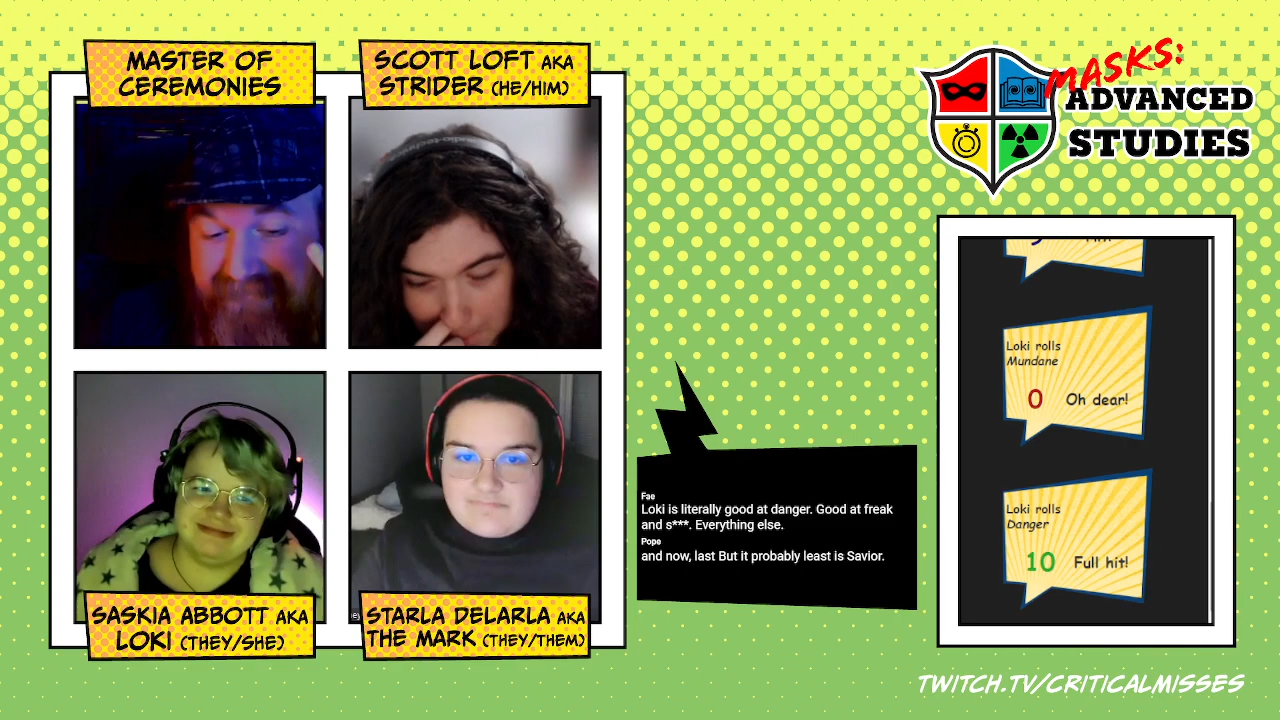 MASTER OF
CEREMONIES
SCOTT LOFT AKA
STRIDER (HE/HIM)
SASKIA ABBOTT AKA
LOKI (THEY/SHE)
STARLA DELARLA AKA
THE MARK (THEY/THEM)
Fae
Loki is literally good at danger. Good at freak
and s***. Everything else.
Pope
and now, last But it probably least is Savior.
MASKS:
ADVANCED
STUDIES
Loki rolls
Mundane
0 Oh dear!
Loki rolls
Danger
10 Full hit!
TWITCH.TV/CRITICALMISSES